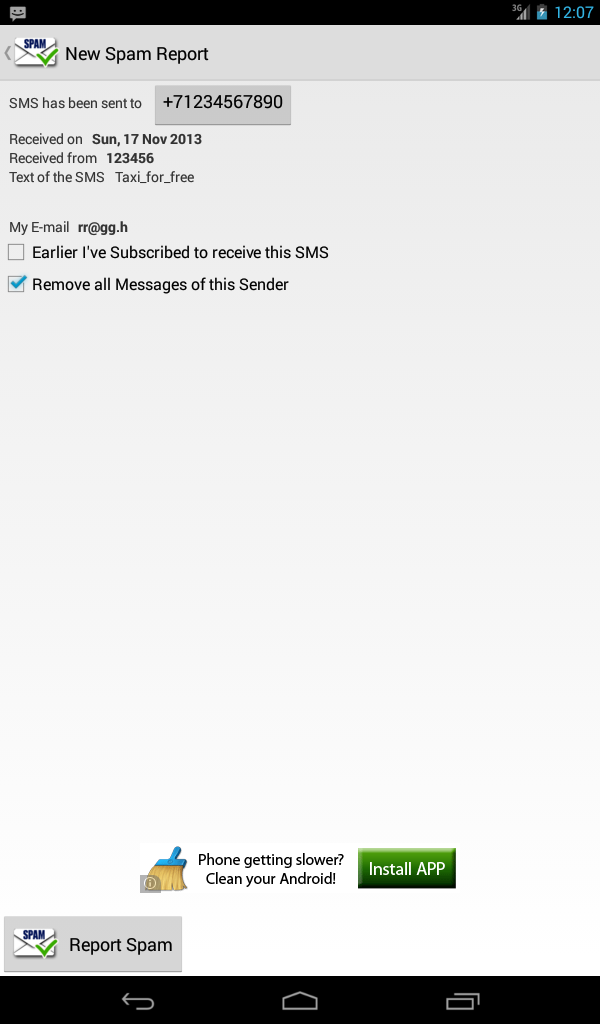 3G 12:07
SPAM New Spam Report
SMS has been sent to +71234567890
Received on Sun, 17 Nov 2013
Received from 123456
Text of the SMS Taxi_for_free
My E-mail rr@gg.h
Earlier I've Subscribed to receive this SMS
Remove all Messages of this Sender
Phone getting slower?
Clean your Android!
Install APP
SPAM Report Spam